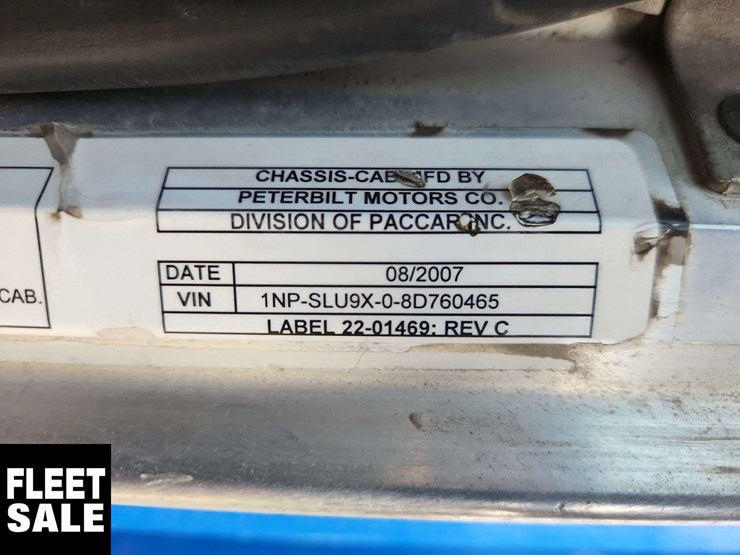 CHASSIS-CAB MFD BY
PETERBILT MOTORS CO.
DIVISION OF PACCAR INC.
DATE 08/2007
VIN 1NP-SLU9X-0-8D760465
LABEL 22-01469: REV C
CAB.
FLEET
SALE